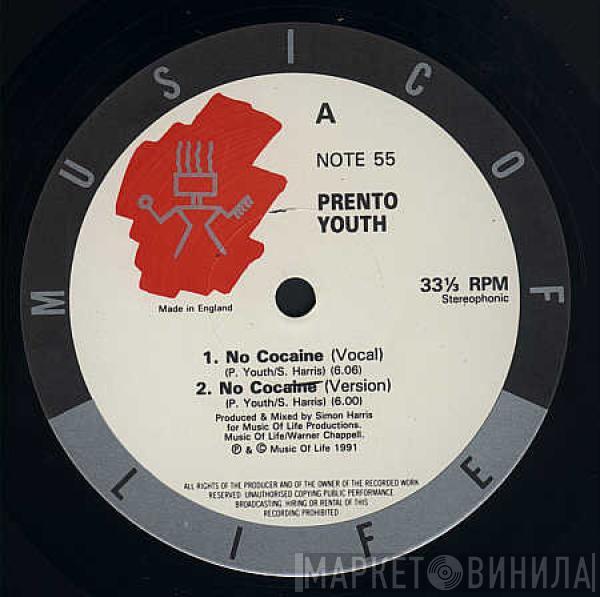 MUSIC OF LIFE
A
NOTE 55
PRENTO
YOUTH
33⅓ RPM
Stereophonic
Made in England
1. No Cocaine (Vocal)
(P. Youth/S. Harris) (6.06)
2. No Cocaine (Version)
(P. Youth/S. Harris) (6.00)
Produced & Mixed by Simon Harris
for Music Of Life Productions.
Music Of Life/Warner Chappell.
℗ & © Music Of Life 1991
ALL RIGHTS OF THE PRODUCER AND OF THE OWNER OF THE RECORDED WORK
RESERVED. UNAUTHORISED COPYING PUBLIC PERFORMANCE
BROADCASTING, HIRING OR RENTAL OF THIS
RECORDING PROHIBITED
МАРКЕТ ВИНИЛА